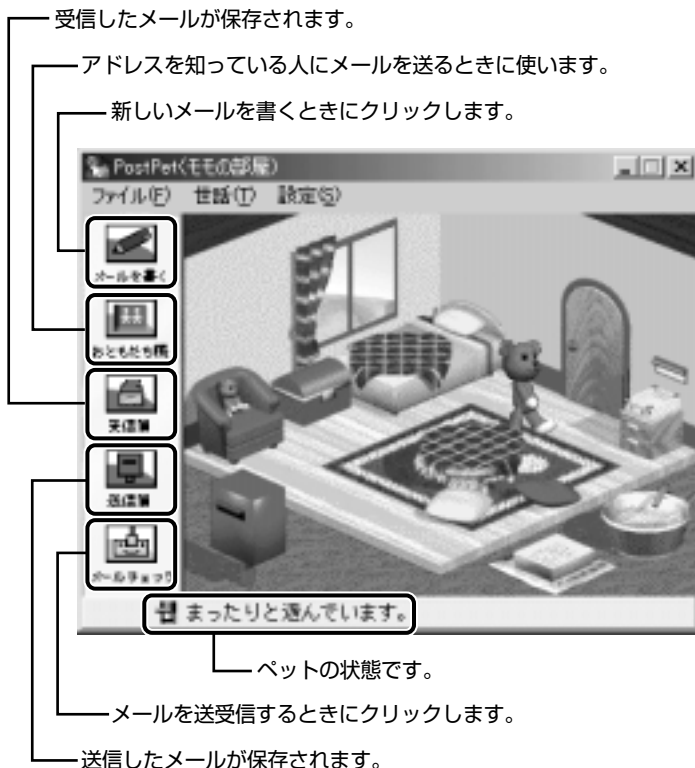 受信したメールが保存されます。
アドレスを知っている人にメールを送るときに使います。
新しいメールを書くときにクリックします。
PostPet(モモの部屋)
ファイル(F) 世話(T) 設定(S)
メールを書く
おともだち帳
受信箱
送信箱
メールチェック
まったりと遊んでいます。
ペットの状態です。
メールを送受信するときにクリックします。
送信したメールが保存されます。